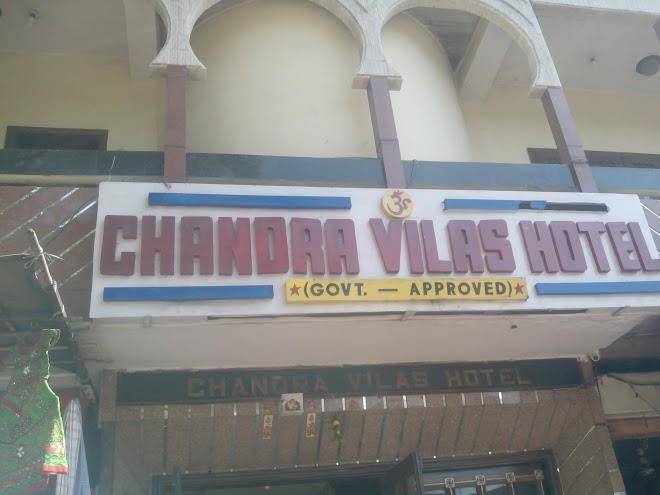 ॐ
CHANDRA VILAS HOTEL
★(GOVT. — APPROVED)★
CHANDRA VILAS HOTEL